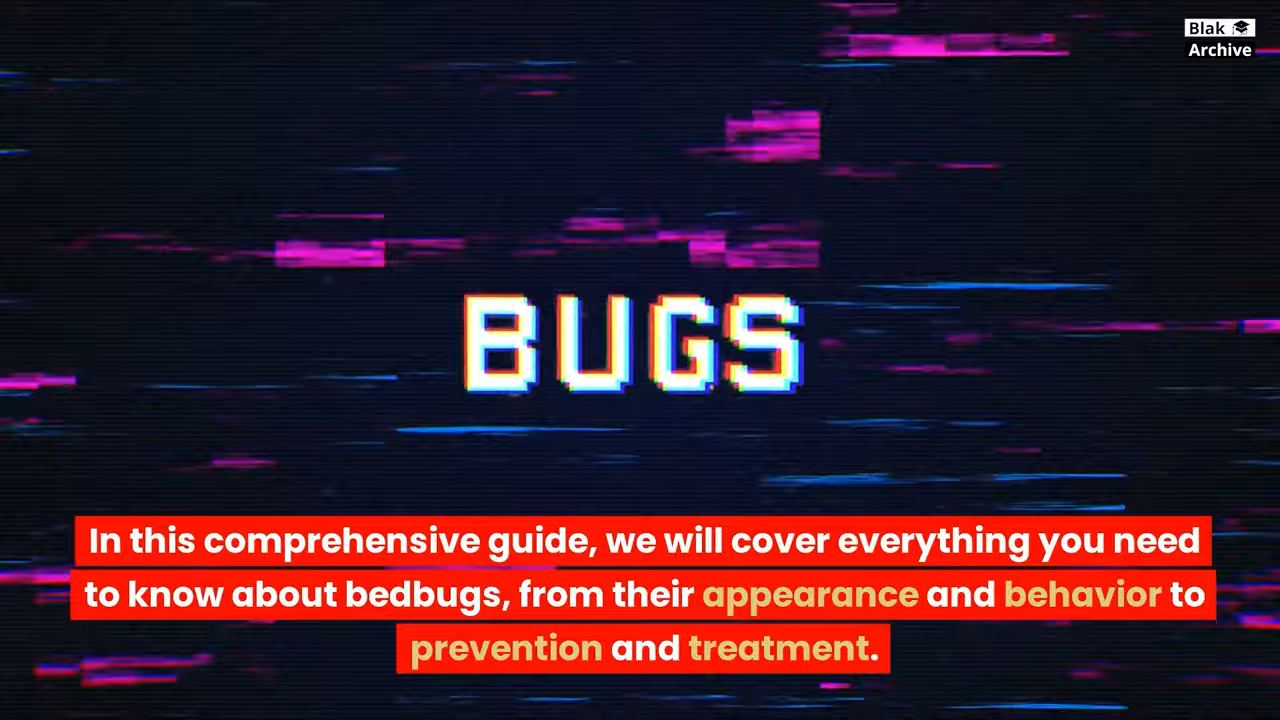 Blak
Archive
BUGS
In this comprehensive guide, we will cover everything you need
to know about bedbugs, from their appearance and behavior to
prevention and treatment.